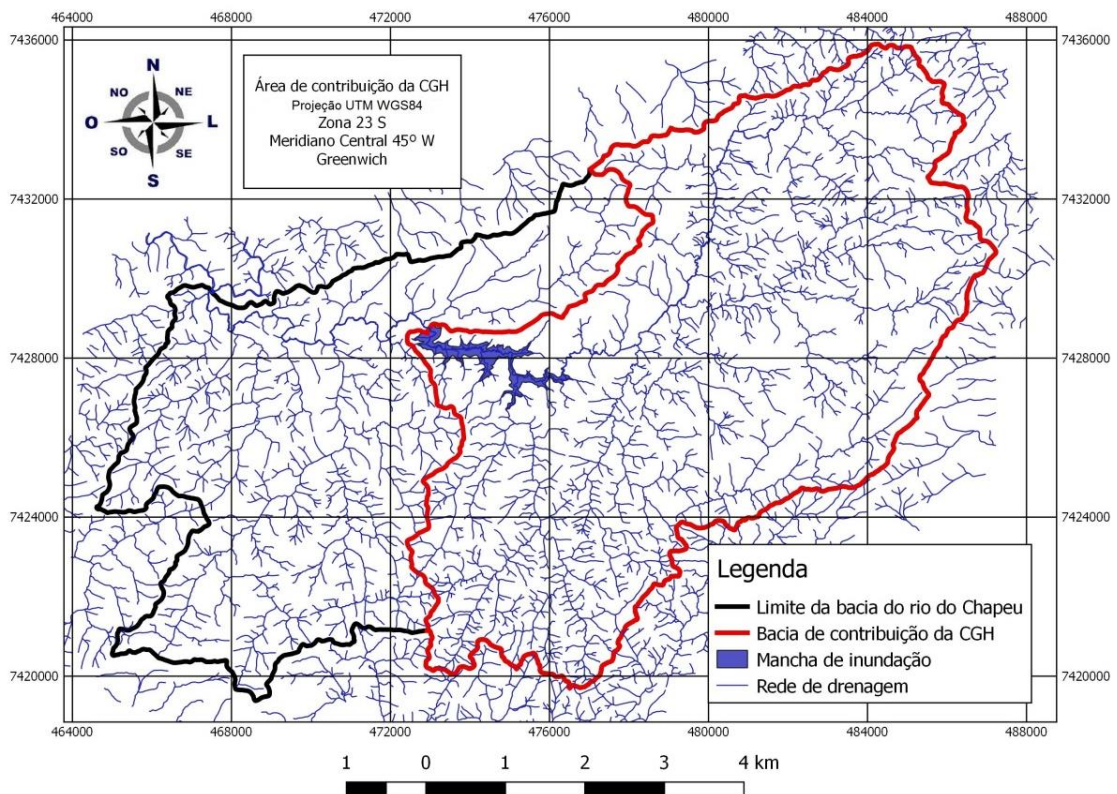 464000 468000 472000 476000 480000 484000 488000
7436000 7436000
N
NO NE
O L
SO SE
S
Área de contribuição da CGH
Projeção UTM WGS84
Zona 23 S
Meridiano Central 45º W
Greenwich
7432000 7432000
7428000 7428000
7424000 7424000
Legenda
Limite da bacia do rio do Chapeu
Bacia de contribuição da CGH
Mancha de inundação
Rede de drenagem
7420000 7420000
464000 468000 472000 476000 480000 484000 488000
1 0 1 2 3 4 km